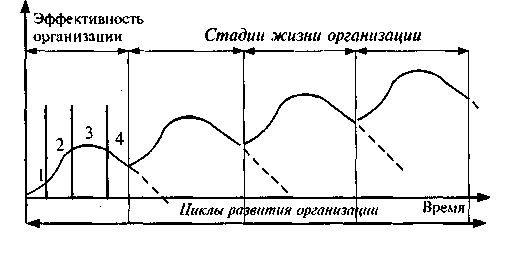 Эффективность
организации
Стадии жизни организации
1 2 3 4
Циклы развития организации
Время